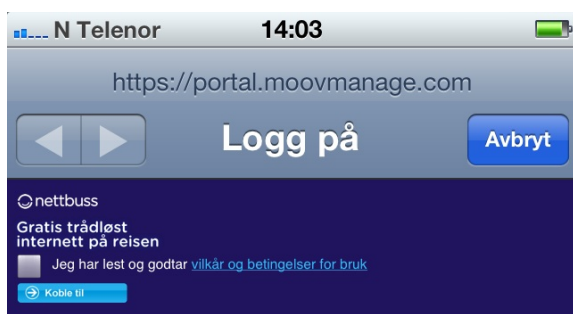 N Telenor 14:03
https://portal.moovmanage.com
Logg på Avbryt
nettbuss
Gratis trådløst
internett på reisen
Jeg har lest og godtar vilkår og betingelser for bruk
Koble til